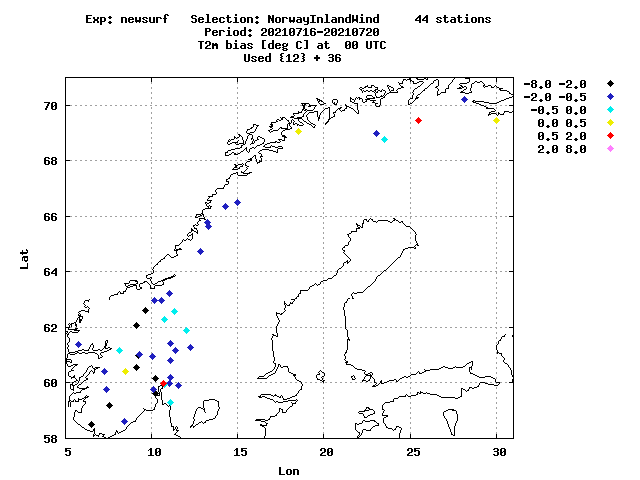 Exp: newsurf   Selection: NorwayInlandWind     44 stations
Period: 20210716-20210720
T2m bias [deg C] at  00 UTC
Used {12} + 36
-8.0 -2.0
-2.0 -0.5
-0.5 0.0
0.0 0.5
0.5 2.0
2.0 8.0
70
68
66
64
62
60
58
Lat
5 10 15 20 25 30
Lon